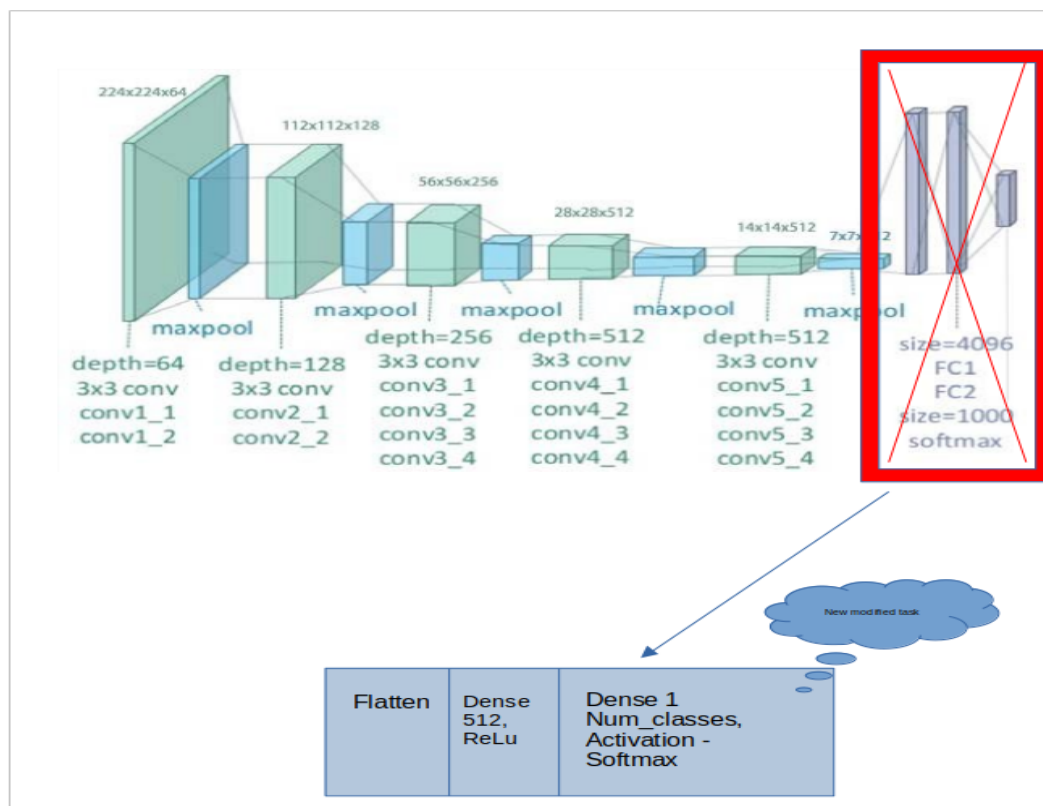 224x224x64
112x112x128
56x56x256
28x28x512
14x14x512
maxpool
maxpool
maxpool
maxpool
maxpool
depth=64
3x3 conv
conv1_1
conv1_2
depth=128
3x3 conv
conv2_1
conv2_2
depth=256
3x3 conv
conv3_1
conv3_2
conv3_3
conv3_4
depth=512
3x3 conv
conv4_1
conv4_2
conv4_3
conv4_4
depth=512
3x3 conv
conv5_1
conv5_2
conv5_3
conv5_4
size=4096
FC1
FC2
size=1000
softmax
New modified task
Flatten
Dense
512,
ReLu
Dense 1
Num_classes,
Activation -
Softmax